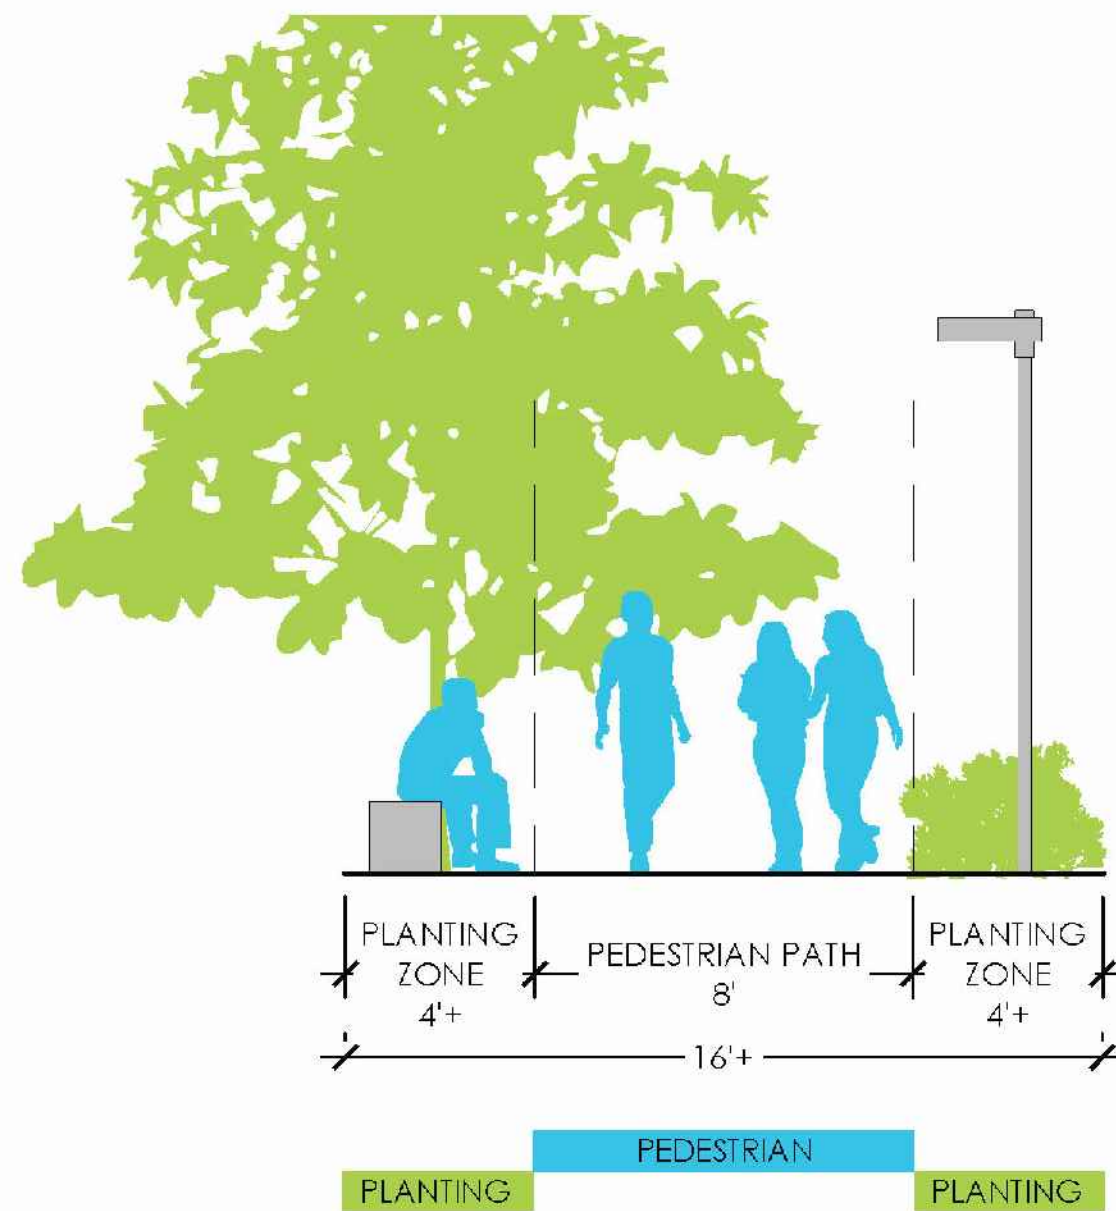 PLANTING
ZONE
4'+
PEDESTRIAN PATH
8'
PLANTING
ZONE
4'+
16'+
PEDESTRIAN
PLANTING
PLANTING